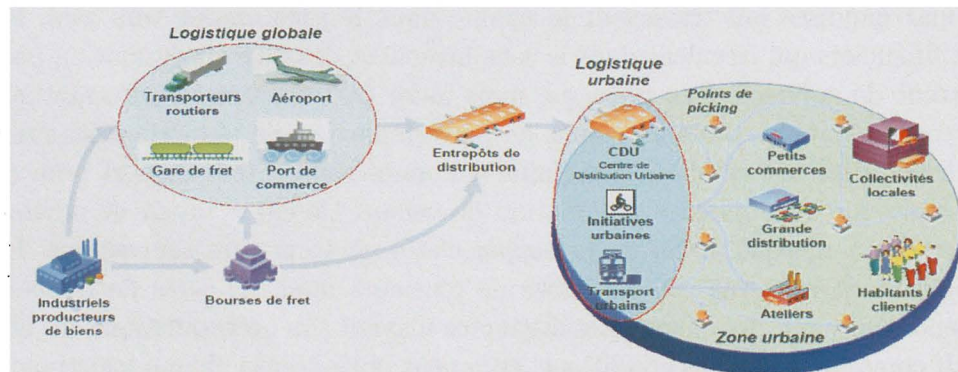 Logistique globale
Transporteurs
routiers
Aéroport
Gare de fret
Port de
commerce
Industriels
producteurs
de biens
Bourses de fret
Entrepôts de
distribution
Logistique
urbaine
CDU
Centre de
Distribution Urbaine
Initiatives
urbaines
Transport
urbains
Points de
picking
Petits
commerces
Collectivités
locales
Grande
distribution
Ateliers
Habitants /
clients
Zone urbaine